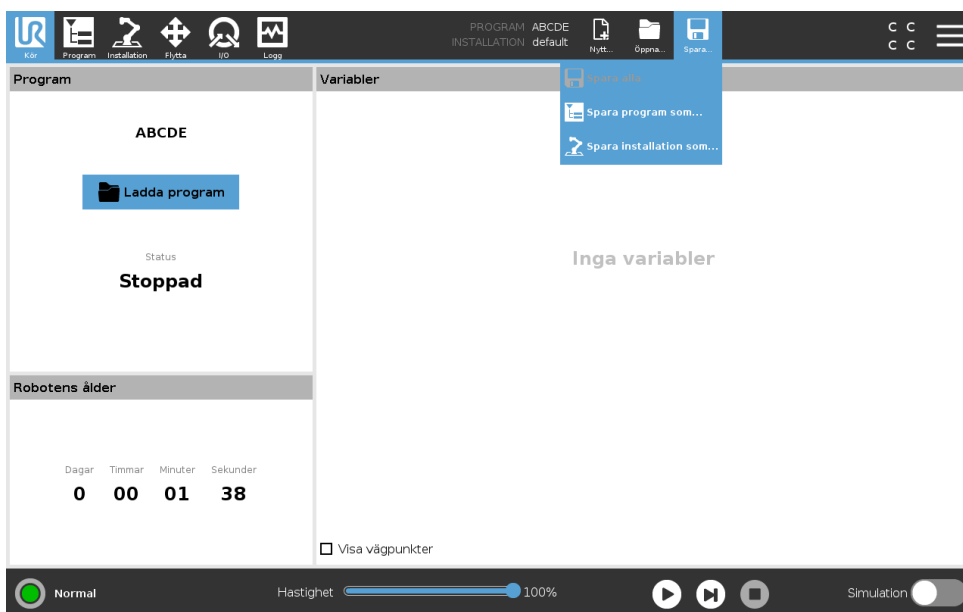 UR
Kör
Program
Installation
Flytta
I/O
Logg
PROGRAM ABCDE
INSTALLATION default
Nytt...
Öppna...
Spara...
C C
C C
Program
Variabler
Spara alla
Spara program som...
Spara installation som...
ABCDE
Ladda program
Status
Stoppad
Inga variabler
Robotens ålder
Dagar Timmar Minuter Sekunder
0 00 01 38
Visa vägpunkter
Normal
Hastighet 100%
Simulation